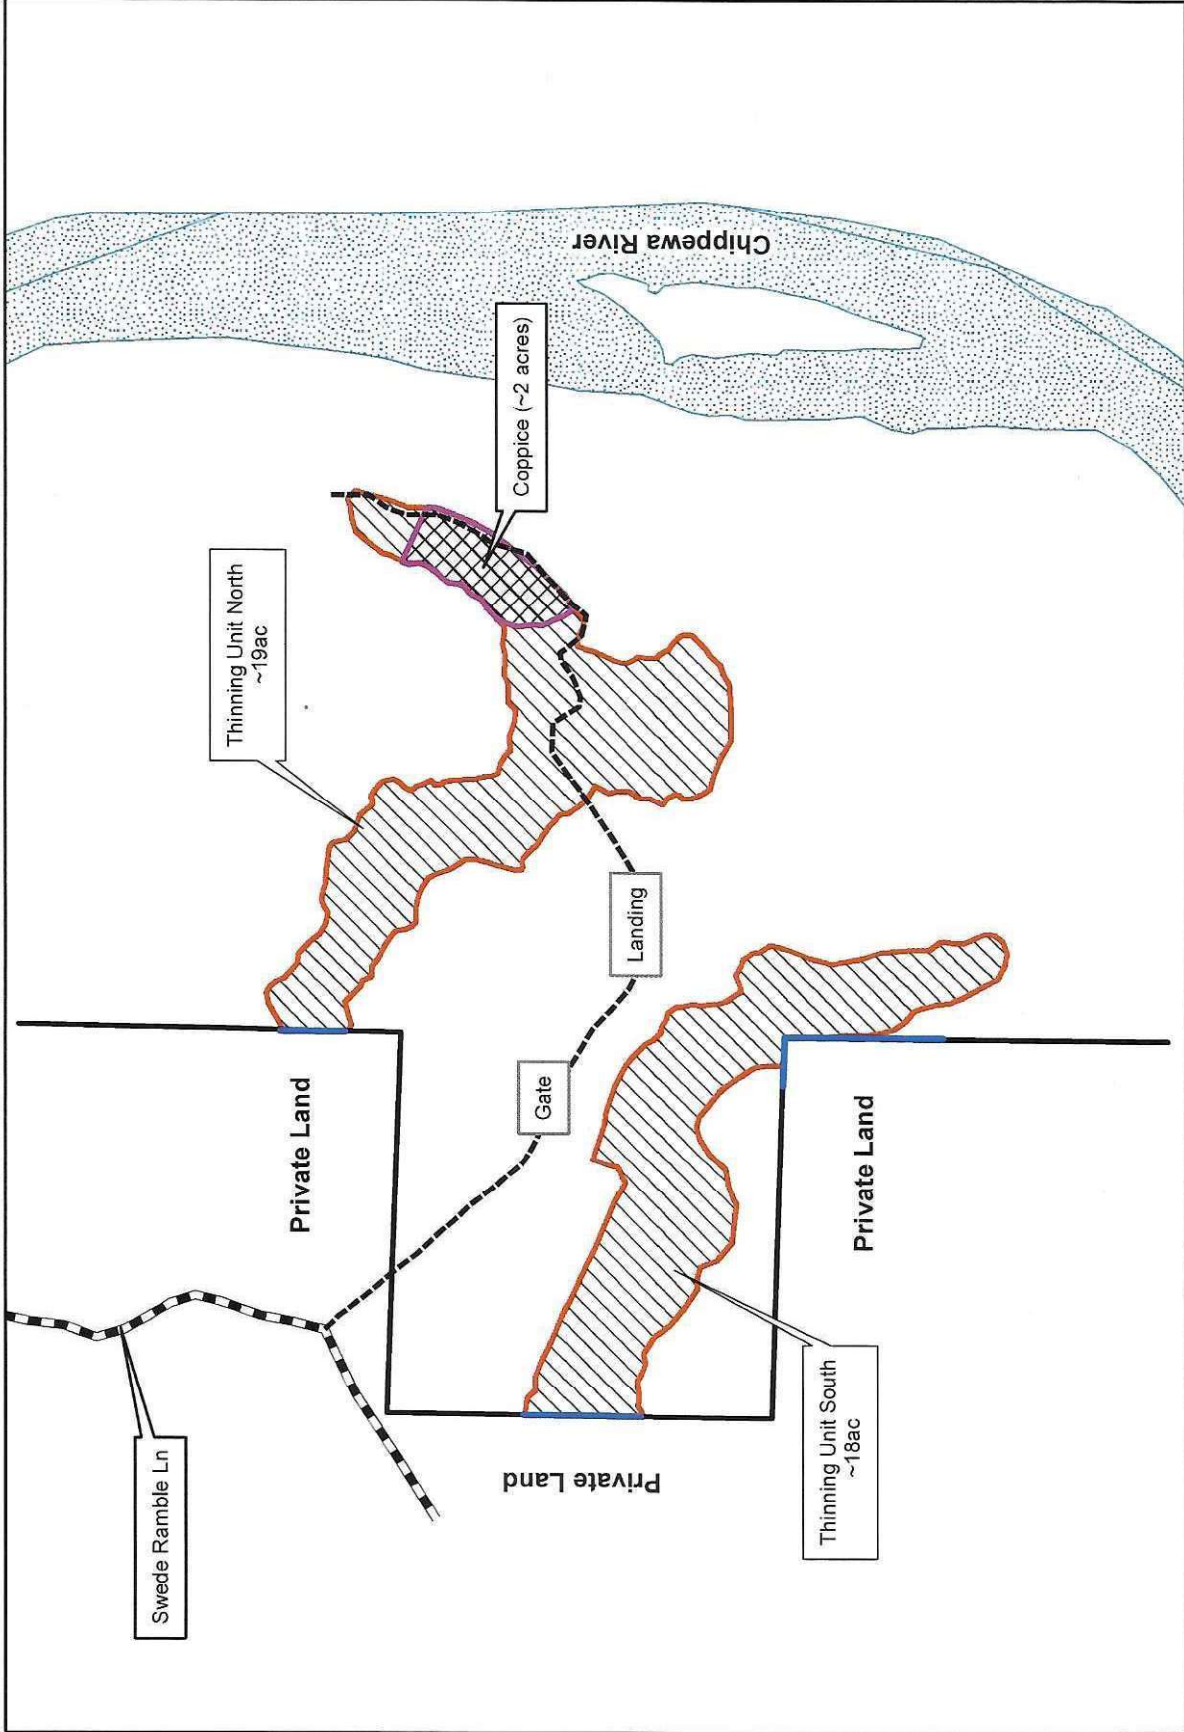 Swede Ramble Ln
Private Land
Thinning Unit North
~19ac
Coppice (~2 acres)
Chippewa River
Gate
Landing
Private Land
Thinning Unit South
~18ac
Private Land